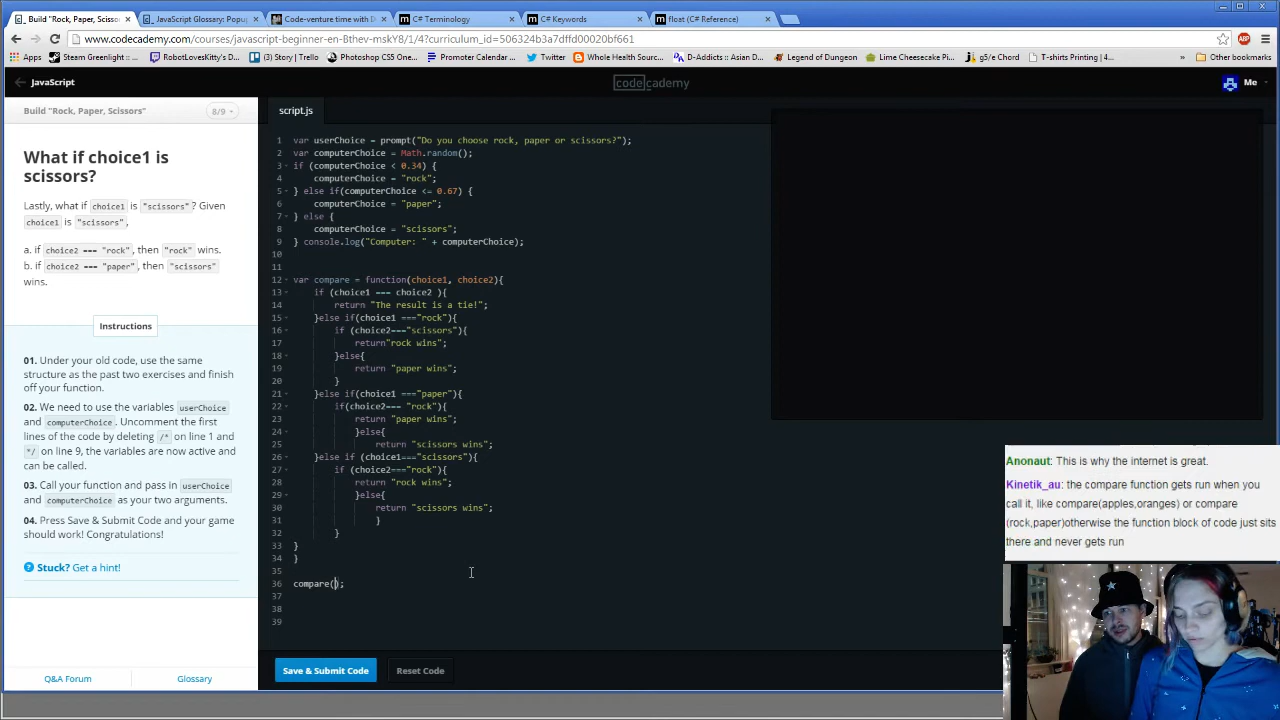 Build "Rock, Paper, Scissors"
JavaScript Glossary: Popup
Code-venture time with D
C# Terminology
C# Keywords
float (C# Reference)
www.codecademy.com/courses/javascript-beginner-en-Bthev-mskY8/1/4?curriculum_id=506324b3a7dffd00020bf661
Apps
Steam Greenlight ::
RobotLovesKitty's
(3) Story | Trello
Photoshop CS5 One
Promoter Calendar
Twitter
Whole Health Sourc
D-Addicts :: Asian D
Legend of Dungeon
Lime Cheesecake Pi
g5/e Chord
T-shirts Printing | 4
Other bookmarks
JavaScript
codecademy
Me
Build "Rock, Paper, Scissors"
8/9
script.js
What if choice1 is
scissors?
Lastly, what if choice1 is "scissors"? Given
choice1 is "scissors",
a. if choice2 === "rock", then "rock" wins.
b. if choice2 === "paper", then "scissors"
wins.
Instructions
01. Under your old code, use the same
structure as the past two exercises and finish
off your function.
02. We need to use the variables userChoice
and computerChoice. Uncomment the first
lines of the code by deleting /* on line 1 and
*/ on line 9, the variables are now active and
can be called.
03. Call your function and pass in userChoice
and computerChoice as your two arguments.
04. Press Save & Submit Code and your game
should work! Congratulations!
Stuck? Get a hint!
Q&A Forum
Glossary
1 var userChoice = prompt("Do you choose rock, paper or scissors?");
2 var computerChoice = Math.random();
3 if (computerChoice < 0.34) {
4 computerChoice = "rock";
5 } else if(computerChoice <= 0.67) {
6 computerChoice = "paper";
7 } else {
8 computerChoice = "scissors";
9 } console.log("Computer: " + computerChoice);
10
11
12 var compare = function(choice1, choice2){
13 if (choice1 === choice2 ){
14 return "The result is a tie!";
15 }else if(choice1 ==="rock"){
16 if (choice2==="scissors"){
17 return"rock wins";
18 }else{
19 return "paper wins";
20 }
21 }else if(choice1 ==="paper"){
22 if(choice2=== "rock"){
23 return "paper wins";
24 }else{
25 return "scissors wins";
26 }else if (choice1==="scissors"){
27 if (choice2==="rock"){
28 return "rock wins";
29 }else{
30 return "scissors wins";
31 }
32 }
33 }
34 }
35
36 compare();
37
38
39
Save & Submit Code
Reset Code
Anonaut: This is why the internet is great.
Kinetik_au: the compare function gets run when you
call it, like compare(apples,oranges) or compare
(rock,paper)otherwise the function block of code just sits
there and never gets run